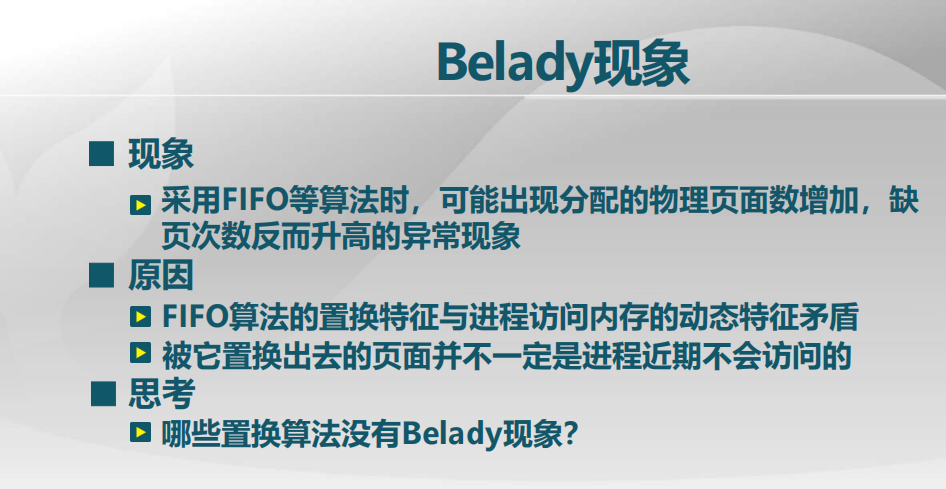 Belady现象
现象
采用FIFO等算法时，可能出现分配的物理页面数增加，缺
页次数反而升高的异常现象
原因
FIFO算法的置换特征与进程访问内存的动态特征矛盾
被它置换出去的页面并不一定是进程近期不会访问的
思考
哪些置换算法没有Belady现象？